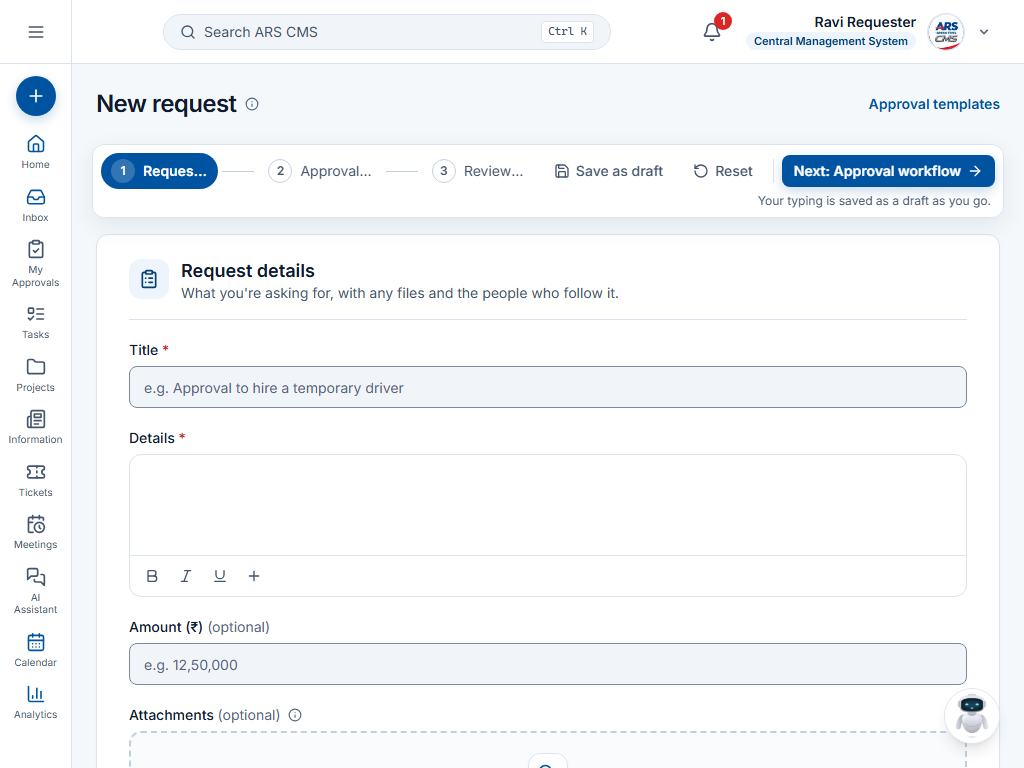 Search ARS CMS
Ctrl K
1
Ravi Requester
Central Management System
ARS
CMS
Home
Inbox
My
Approvals
Tasks
Projects
Information
Tickets
Meetings
AI
Assistant
Calendar
Analytics
New request
Approval templates
1 Reques...
2 Approval...
3 Review...
Save as draft
Reset
Next: Approval workflow
Your typing is saved as a draft as you go.
Request details
What you're asking for, with any files and the people who follow it.
Title *
e.g. Approval to hire a temporary driver
Details *
B I U +
Amount (₹) (optional)
e.g. 12,50,000
Attachments (optional)